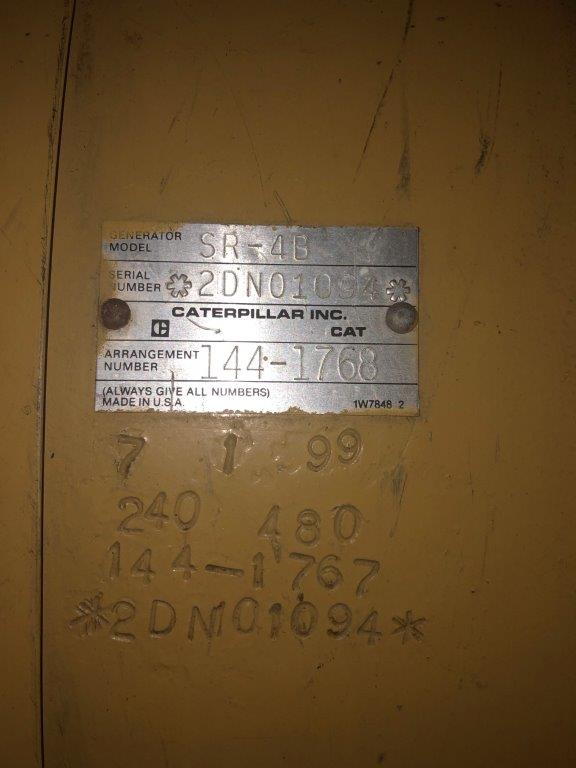 GENERATOR MODEL SR-4B
SERIAL NUMBER *2DN01094*
CATERPILLAR INC.
C CAT
ARRANGEMENT NUMBER 144-1768
(ALWAYS GIVE ALL NUMBERS)
MADE IN U.S.A. 1W7848 2
7 1 99
240 480
144-1767
*2DN01094*